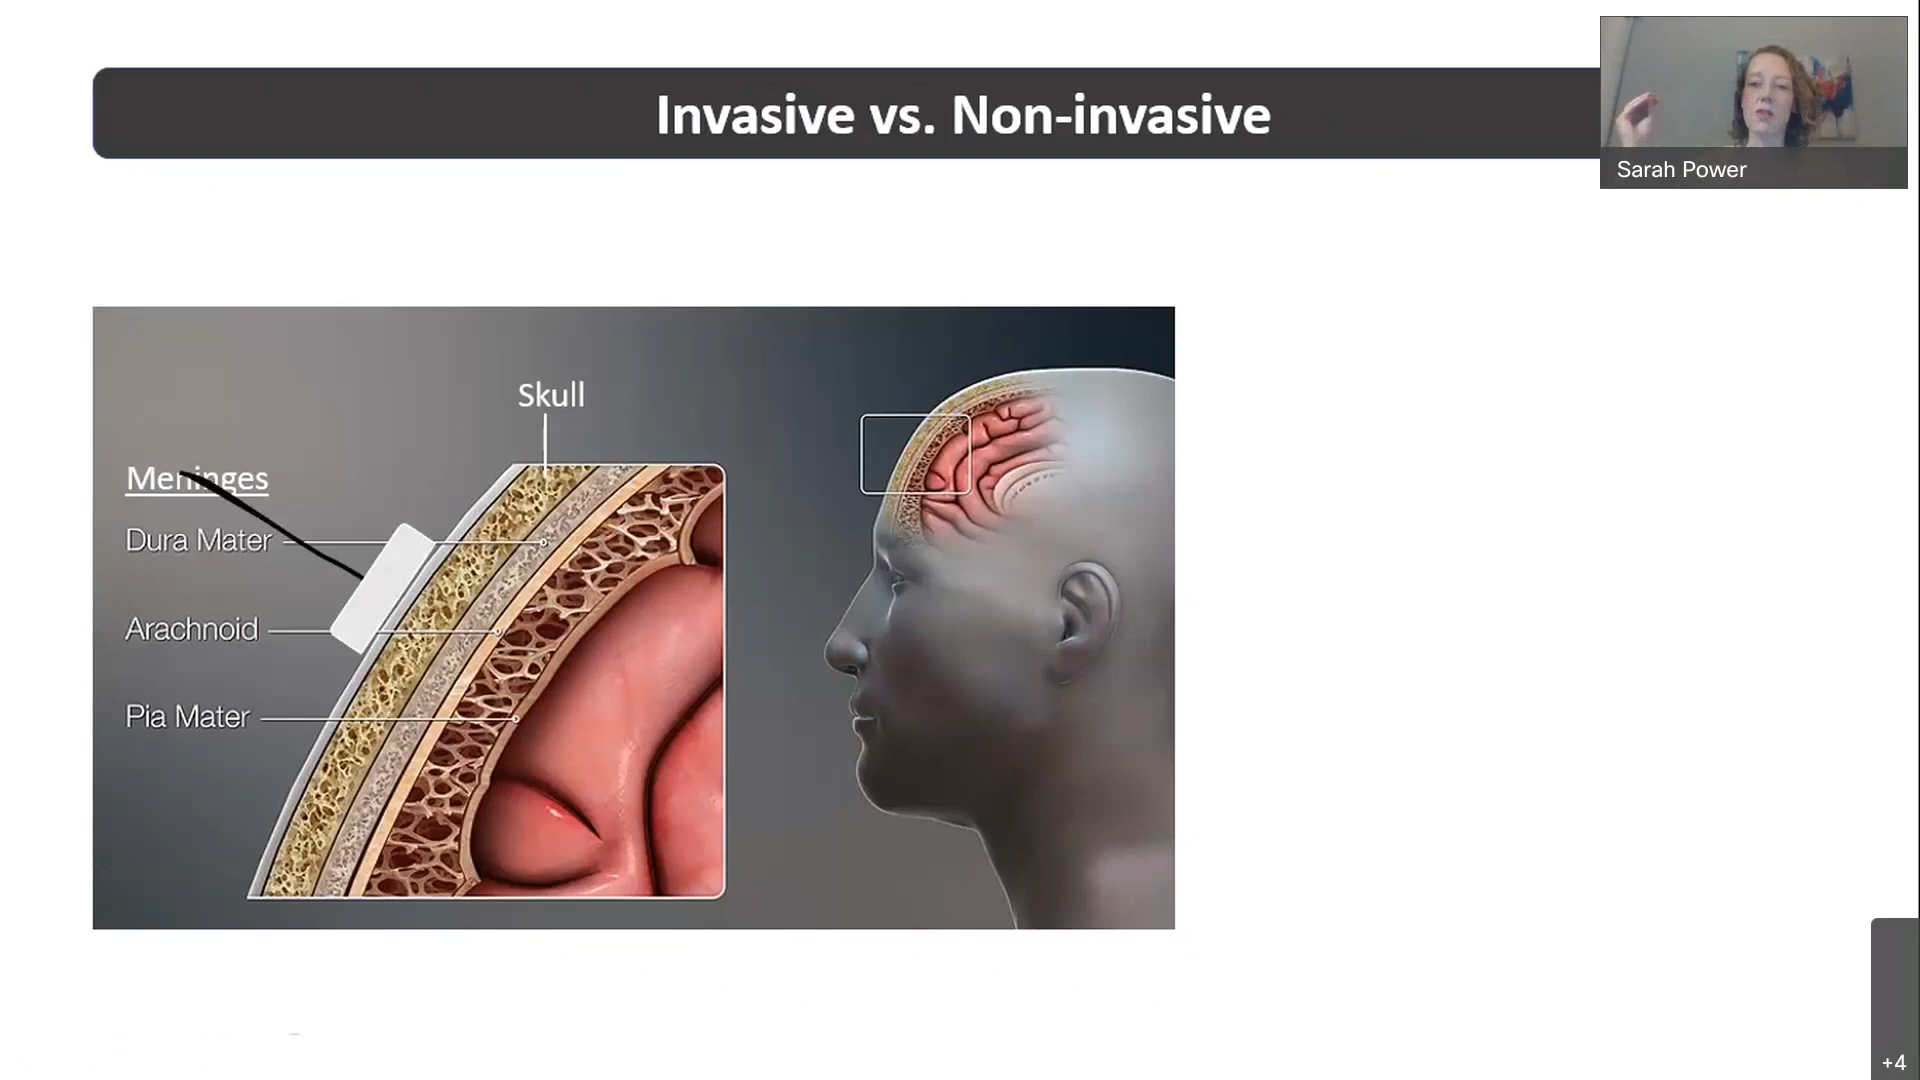 Invasive vs. Non-invasive
Sarah Power
Skull
Meninges
Dura Mater
Arachnoid
Pia Mater
+4